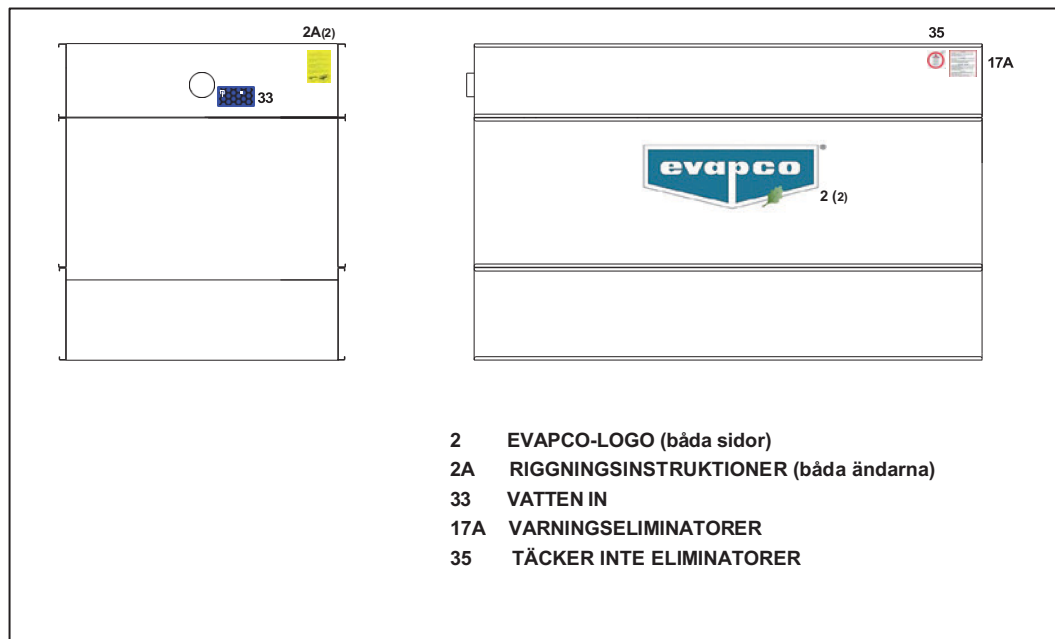 2A(2)
33
35
17A
evapco®
2 (2)
2 EVAPCO-LOGO (båda sidor)
2A RIGGNINGSINSTRUKTIONER (båda ändarna)
33 VATTEN IN
17A VARNINGSELIMINATORER
35 TÄCKER INTE ELIMINATORER